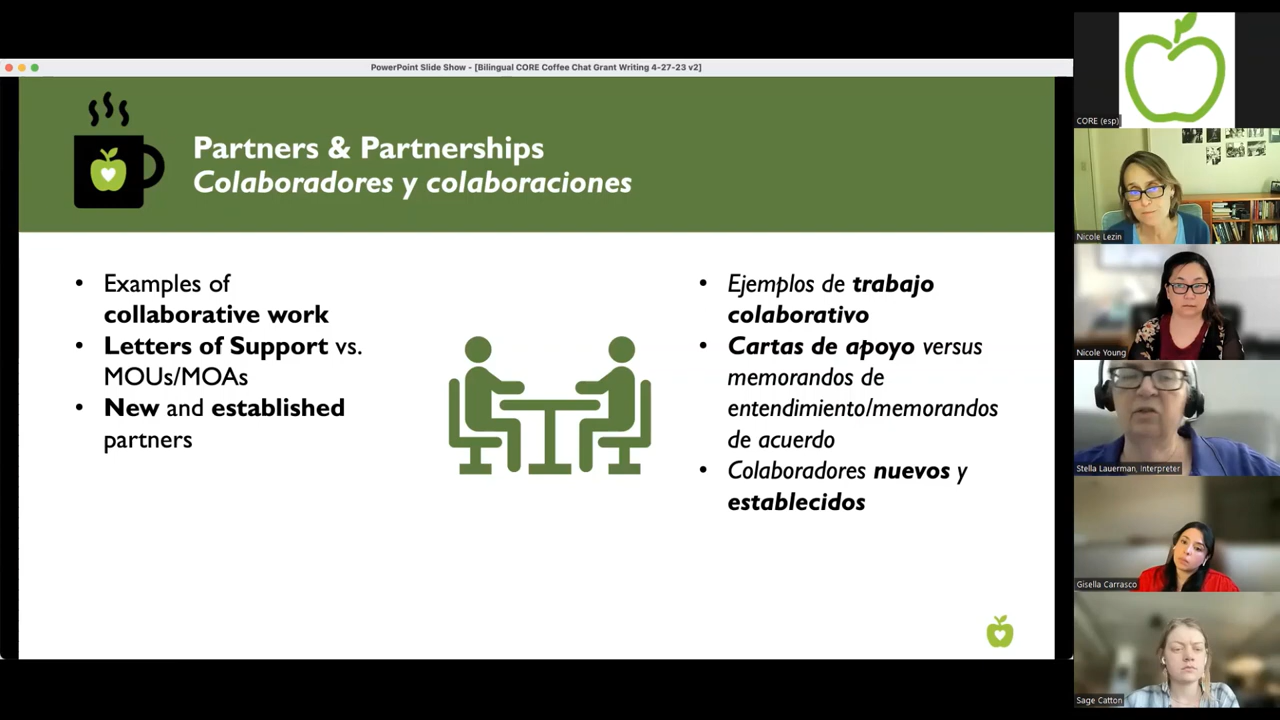 PowerPoint Slide Show - [Bilingual CORE Coffee Chat Grant Writing 4-27-23 v2]
Partners & Partnerships
Colaboradores y colaboraciones
• Examples of
collaborative work
• Letters of Support vs.
MOUs/MOAs
• New and established
partners
• Ejemplos de trabajo
colaborativo
• Cartas de apoyo versus
memorandos de
entendimiento/memorandos
de acuerdo
• Colaboradores nuevos y
establecidos
CORE (esp)
Nicole Lezin
Nicole Young
Stella Lauerman, Interpreter
Gisella Carrasco
Sage Catton